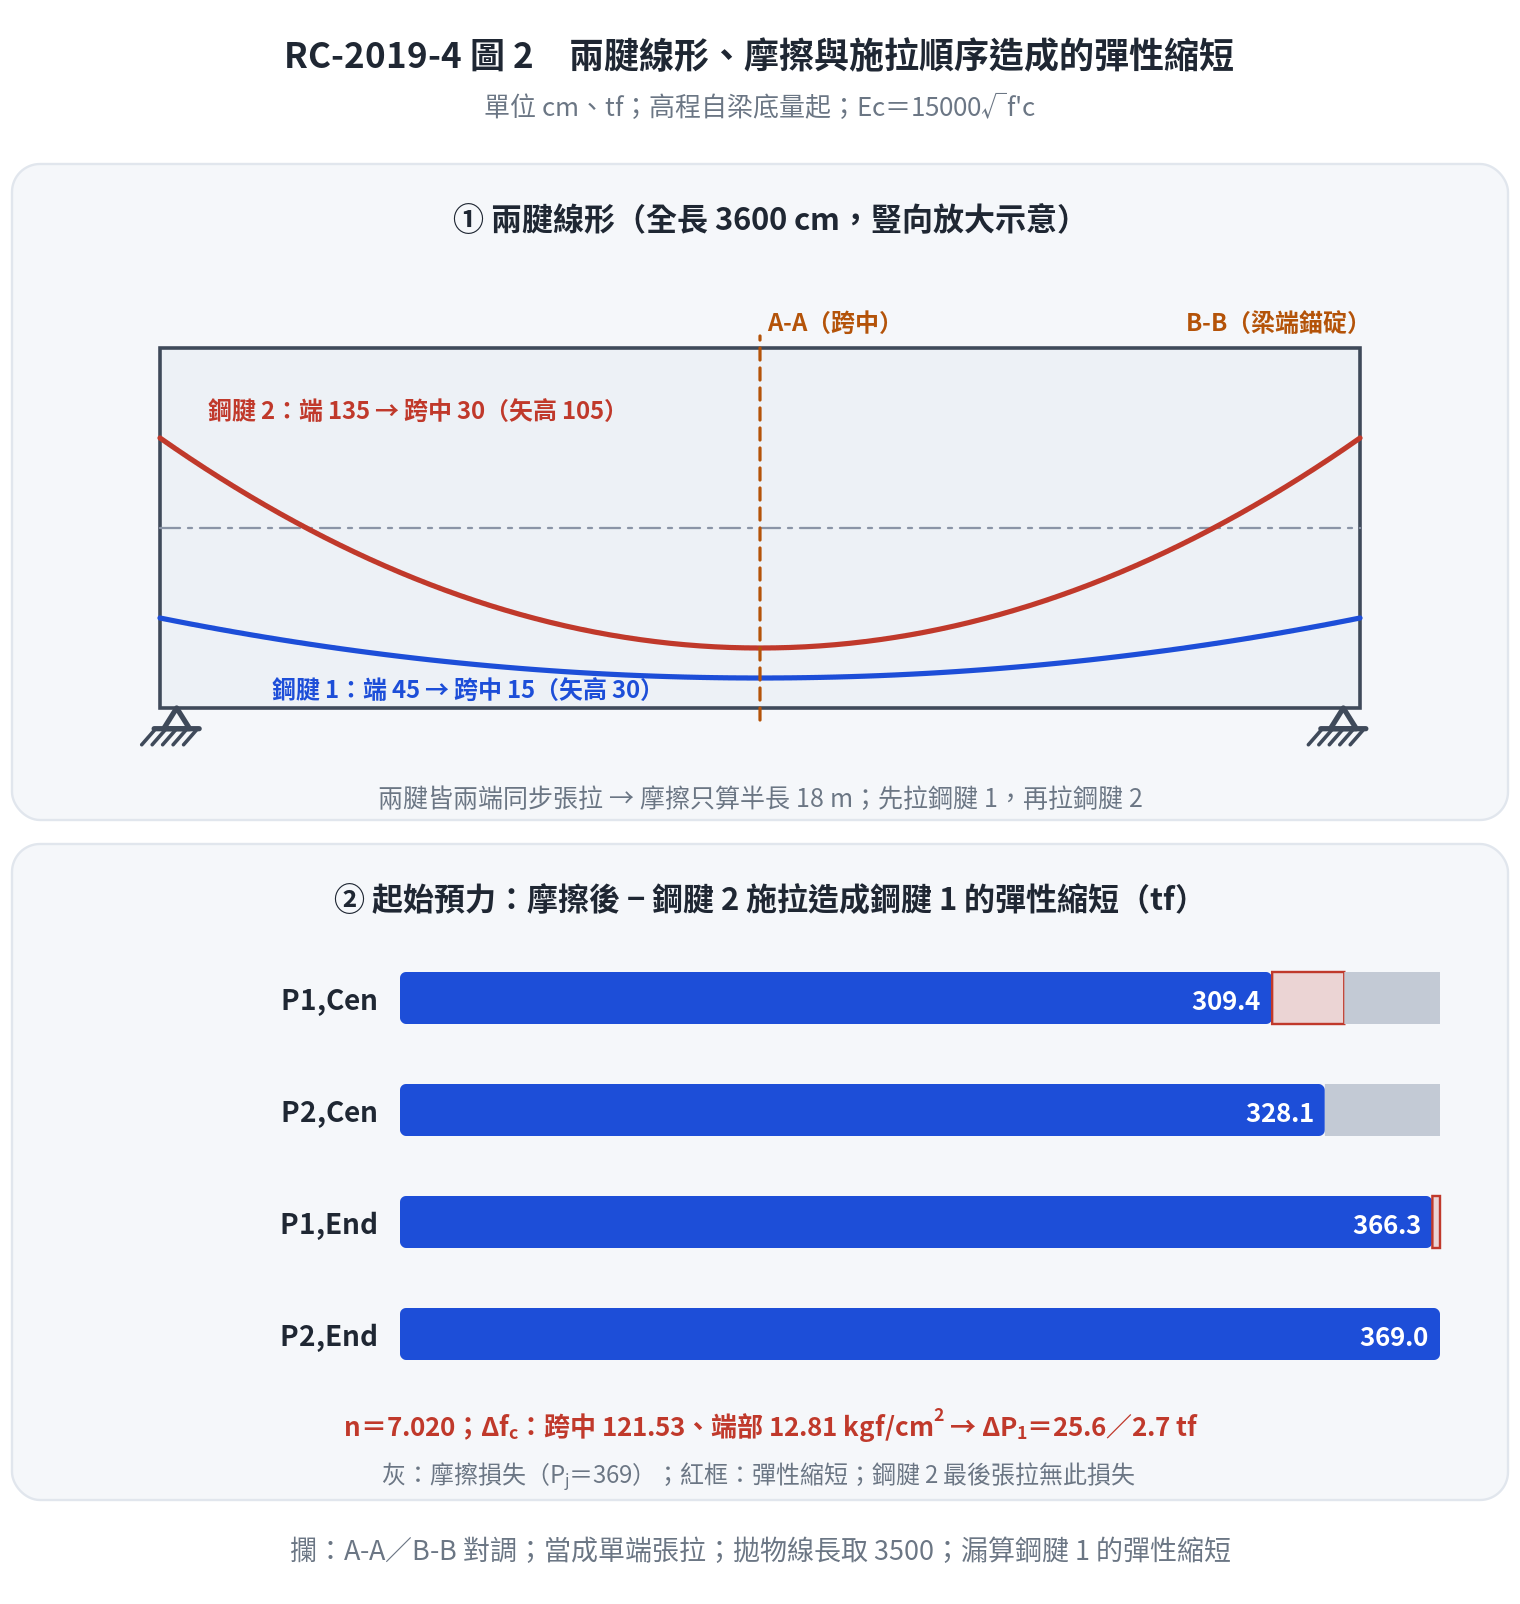 RC-2019-4 圖 2　兩腱線形、摩擦與施拉順序造成的彈性縮短
單位 cm、tf；高程自梁底量起；Ec＝15000√f'c
① 兩腱線形（全長 3600 cm，豎向放大示意）
A-A（跨中）
B-B（梁端錨碇）
鋼腱 2：端 135 → 跨中 30（矢高 105）
鋼腱 1：端 45 → 跨中 15（矢高 30）
兩腱皆兩端同步張拉 → 摩擦只算半長 18 m；先拉鋼腱 1，再拉鋼腱 2
② 起始預力：摩擦後 − 鋼腱 2 施拉造成鋼腱 1 的彈性縮短（tf）
P1,Cen
309.4
P2,Cen
328.1
P1,End
366.3
P2,End
369.0
n＝7.020；Δfc：跨中 121.53、端部 12.81 kgf/cm² → ΔP₁＝25.6／2.7 tf
灰：摩擦損失（Pj＝369）；紅框：彈性縮短；鋼腱 2 最後張拉無此損失
攔：A-A／B-B 對調；當成單端張拉；拋物線長取 3500；漏算鋼腱 1 的彈性縮短